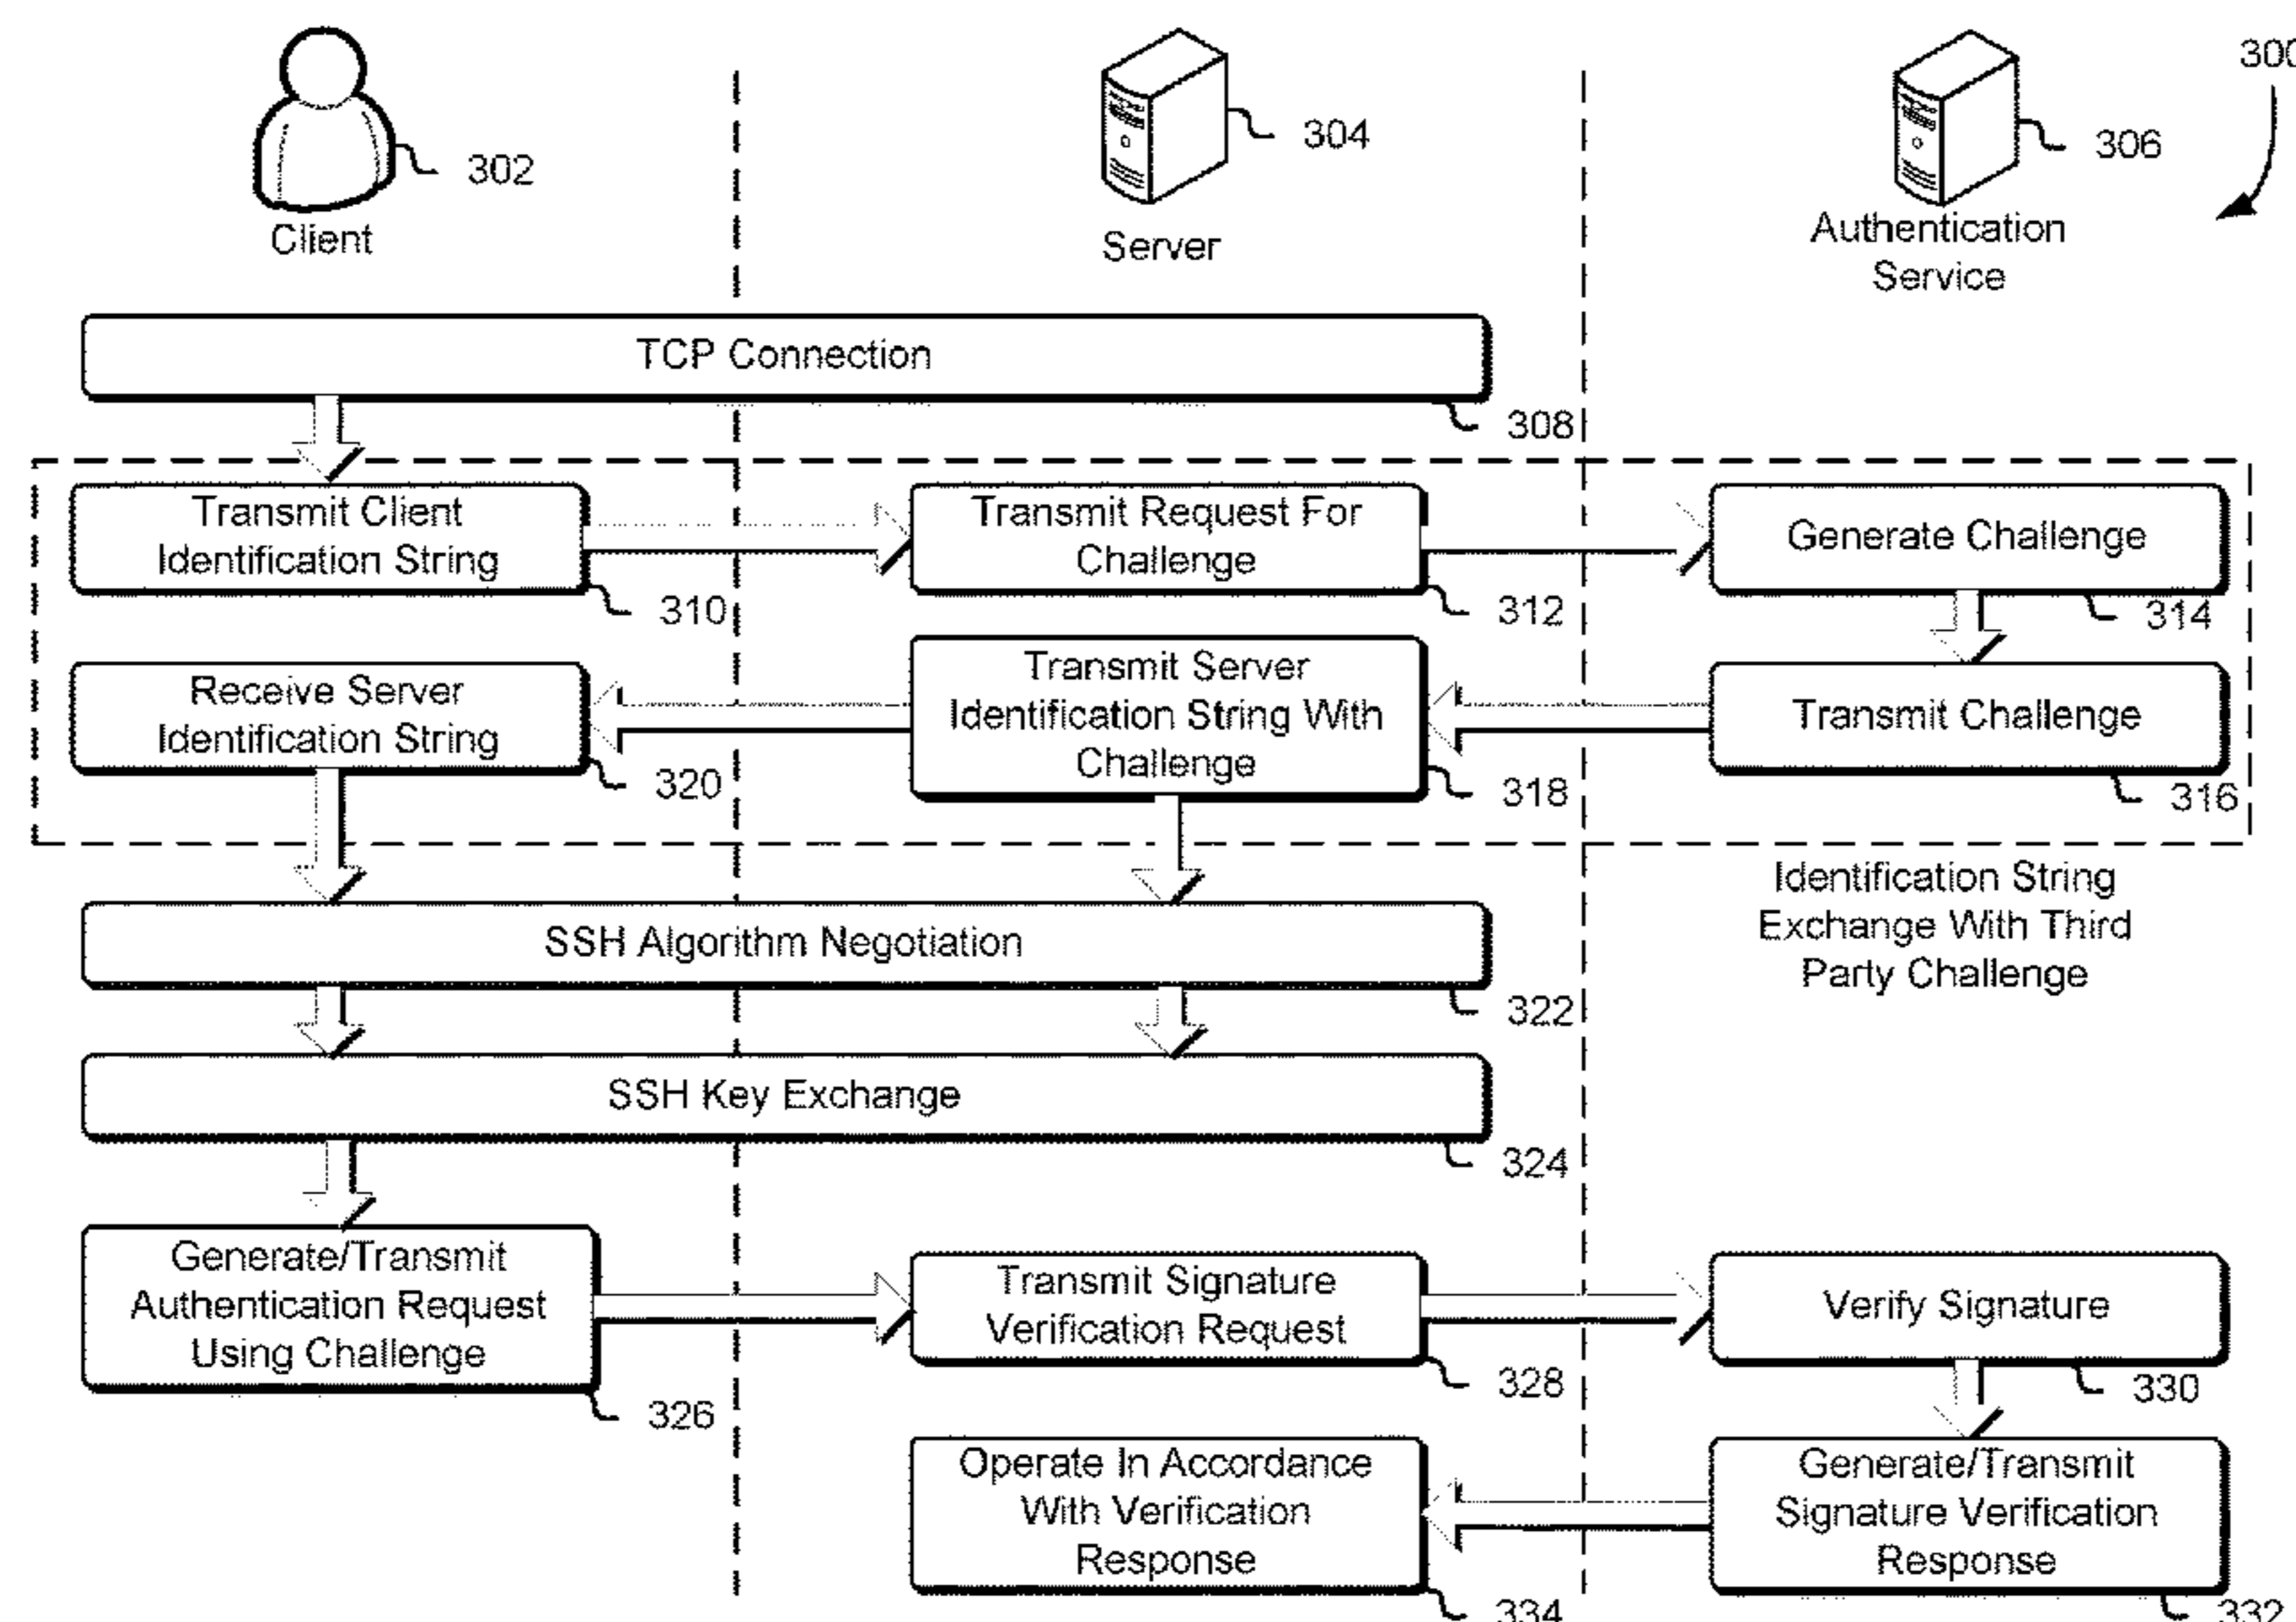 300
304
306
302
Client
Server
Authentication
Service
TCP Connection
308
Transmit Client
Identification String
310
Transmit Request For
Challenge
312
Generate Challenge
314
Receive Server
Identification String
320
Transmit Server
Identification String With
Challenge
318
Transmit Challenge
316
Identification String
Exchange With Third
Party Challenge
SSH Algorithm Negotiation
322
SSH Key Exchange
324
Generate/Transmit
Authentication Request
Using Challenge
326
Transmit Signature
Verification Request
328
Verify Signature
330
Operate In Accordance
With Verification
Response
334
Generate/Transmit
Signature Verification
Response
332